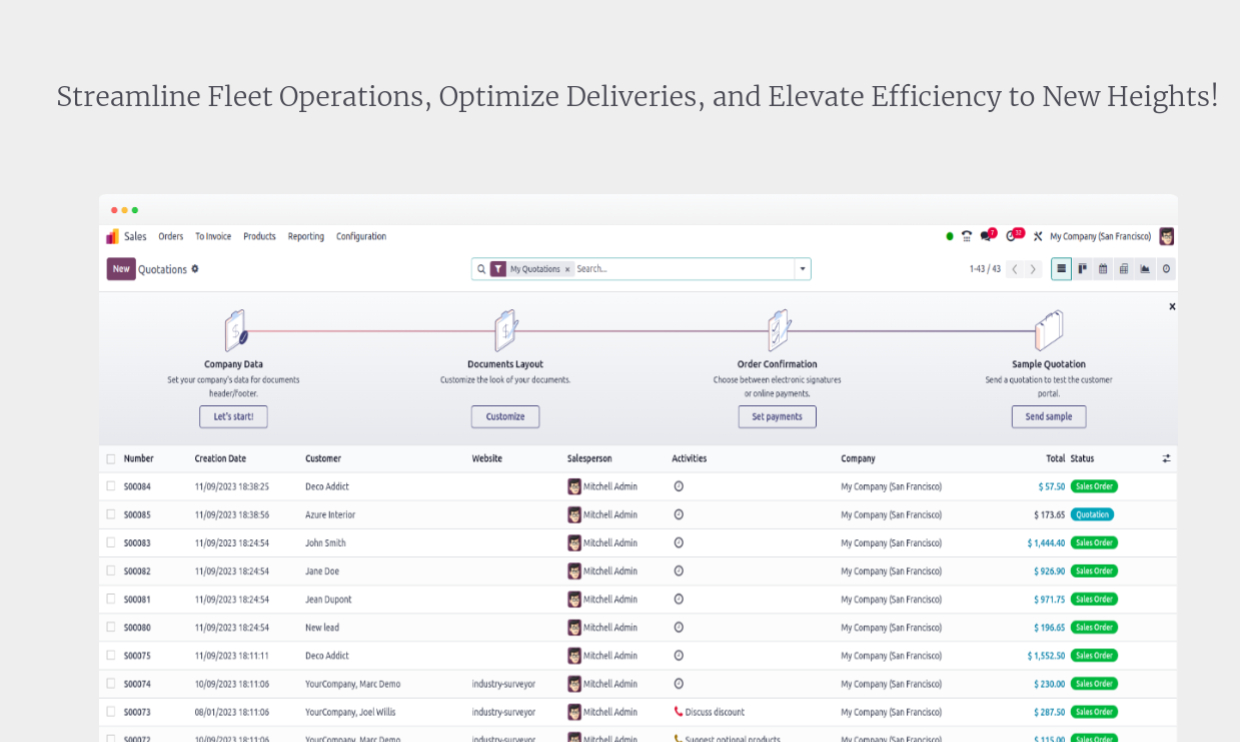 Streamline Fleet Operations, Optimize Deliveries, and Elevate Efficiency to New Heights!
Sales Orders To Invoice Products Reporting Configuration My Company (San Francisco)
New Quotations My Quotations × Search... 1-43 / 43
x
Company Data Documents Layout Order Confirmation Sample Quotation
Set your company's data for documents Customize the look of your documents. Choose between electronic signatures Send a quotation to test the customer
header/footer. or online payments. portal.
Let's start! Customize Set payments Send sample
Number Creation Date Customer Website Salesperson Activities Company Total Status
S00084 11/09/2023 18:38:25 Deco Addict Mitchell Admin My Company (San Francisco) $ 57.50 Sales Order
S00085 11/09/2023 18:38:56 Azure Interior Mitchell Admin My Company (San Francisco) $ 173.65 Quotation
S00083 11/09/2023 18:24:54 John Smith Mitchell Admin My Company (San Francisco) $ 1,444.40 Sales Order
S00082 11/09/2023 18:24:54 Jane Doe Mitchell Admin My Company (San Francisco) $ 926.90 Sales Order
S00081 11/09/2023 18:24:54 Jean Dupont Mitchell Admin My Company (San Francisco) $ 971.75 Sales Order
S00080 11/09/2023 18:24:54 New lead Mitchell Admin My Company (San Francisco) $ 196.65 Sales Order
S00075 11/09/2023 18:11:11 Deco Addict Mitchell Admin My Company (San Francisco) $ 1,552.50 Sales Order
S00074 10/09/2023 18:11:06 YourCompany, Marc Demo industry-surveyor Mitchell Admin My Company (San Francisco) $ 230.00 Sales Order
S00073 08/01/2023 18:11:06 YourCompany, Joel Willis industry-surveyor Mitchell Admin Discuss discount My Company (San Francisco) $ 287.50 Sales Order
S00072 10/09/2023 18:11:06 YourCompany, Marc Demo industry-surveyor Mitchell Admin Suggest optional products My Company (San Francisco) $ 115.00 Sales Order